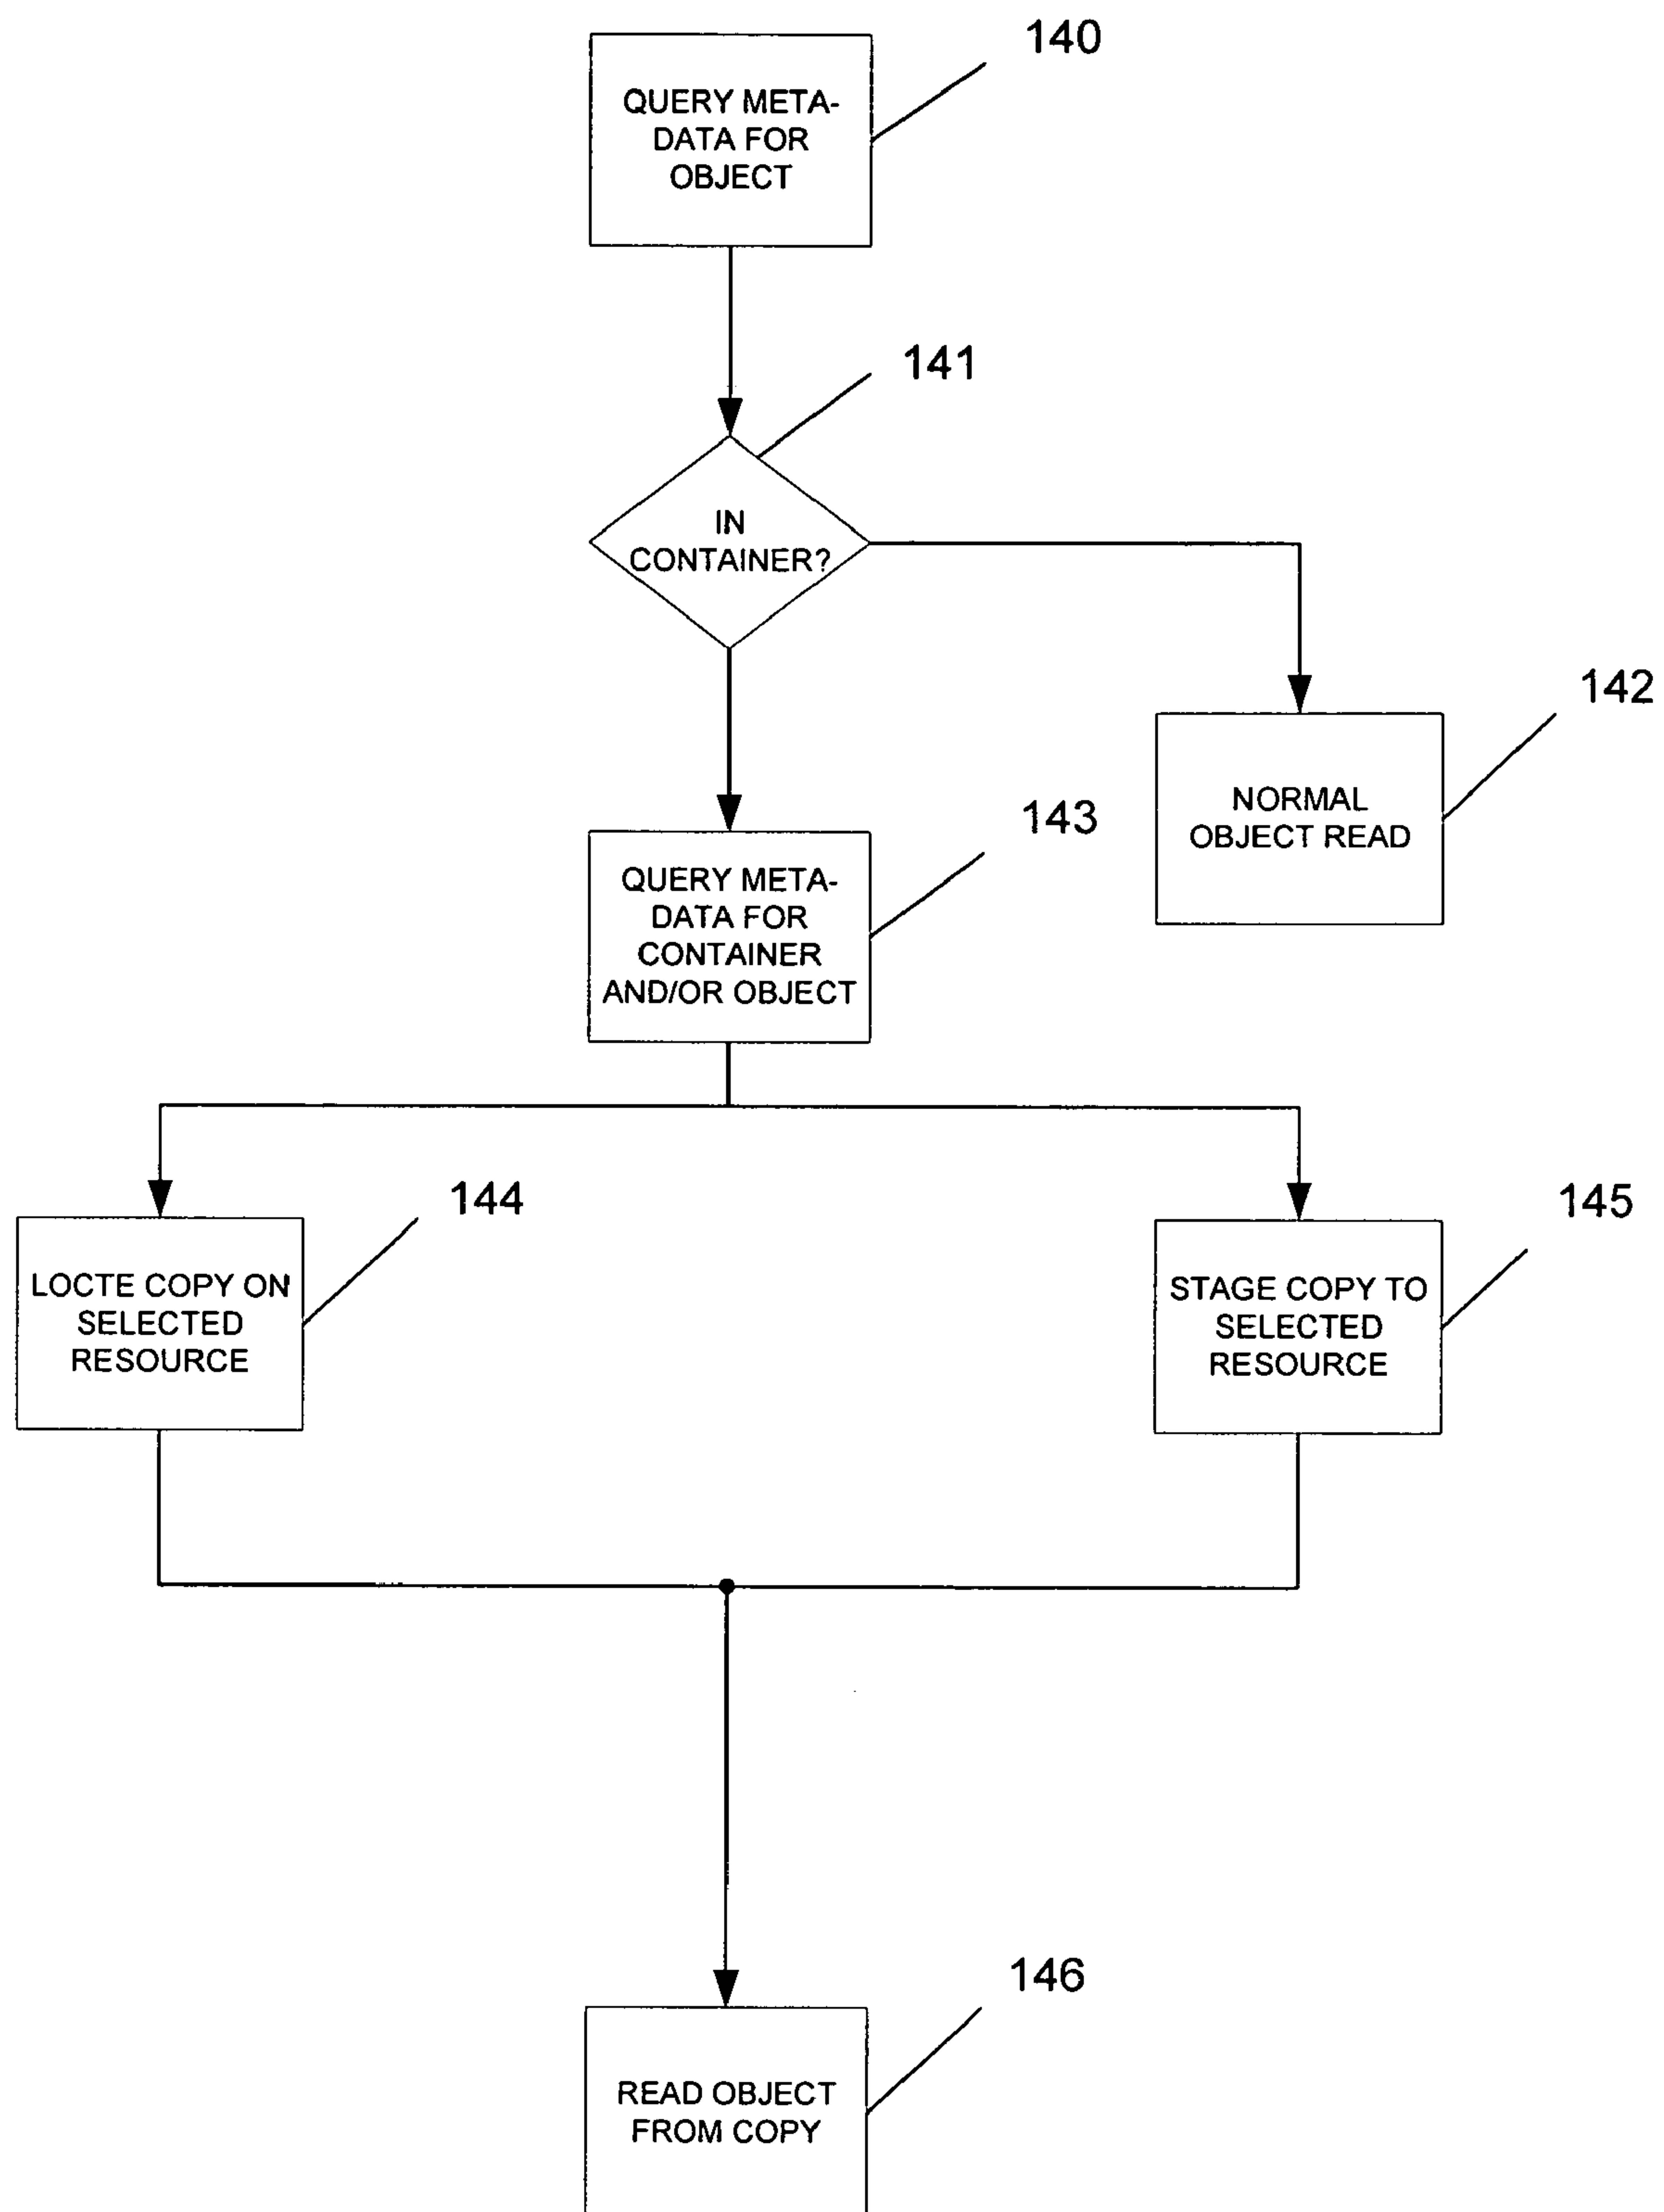 140
QUERY META-
DATA FOR
OBJECT
141
IN
CONTAINER?
142
NORMAL
OBJECT READ
143
QUERY META-
DATA FOR
CONTAINER
AND/OR OBJECT
144
LOCTE COPY ON
SELECTED
RESOURCE
145
STAGE COPY TO
SELECTED
RESOURCE
146
READ OBJECT
FROM COPY